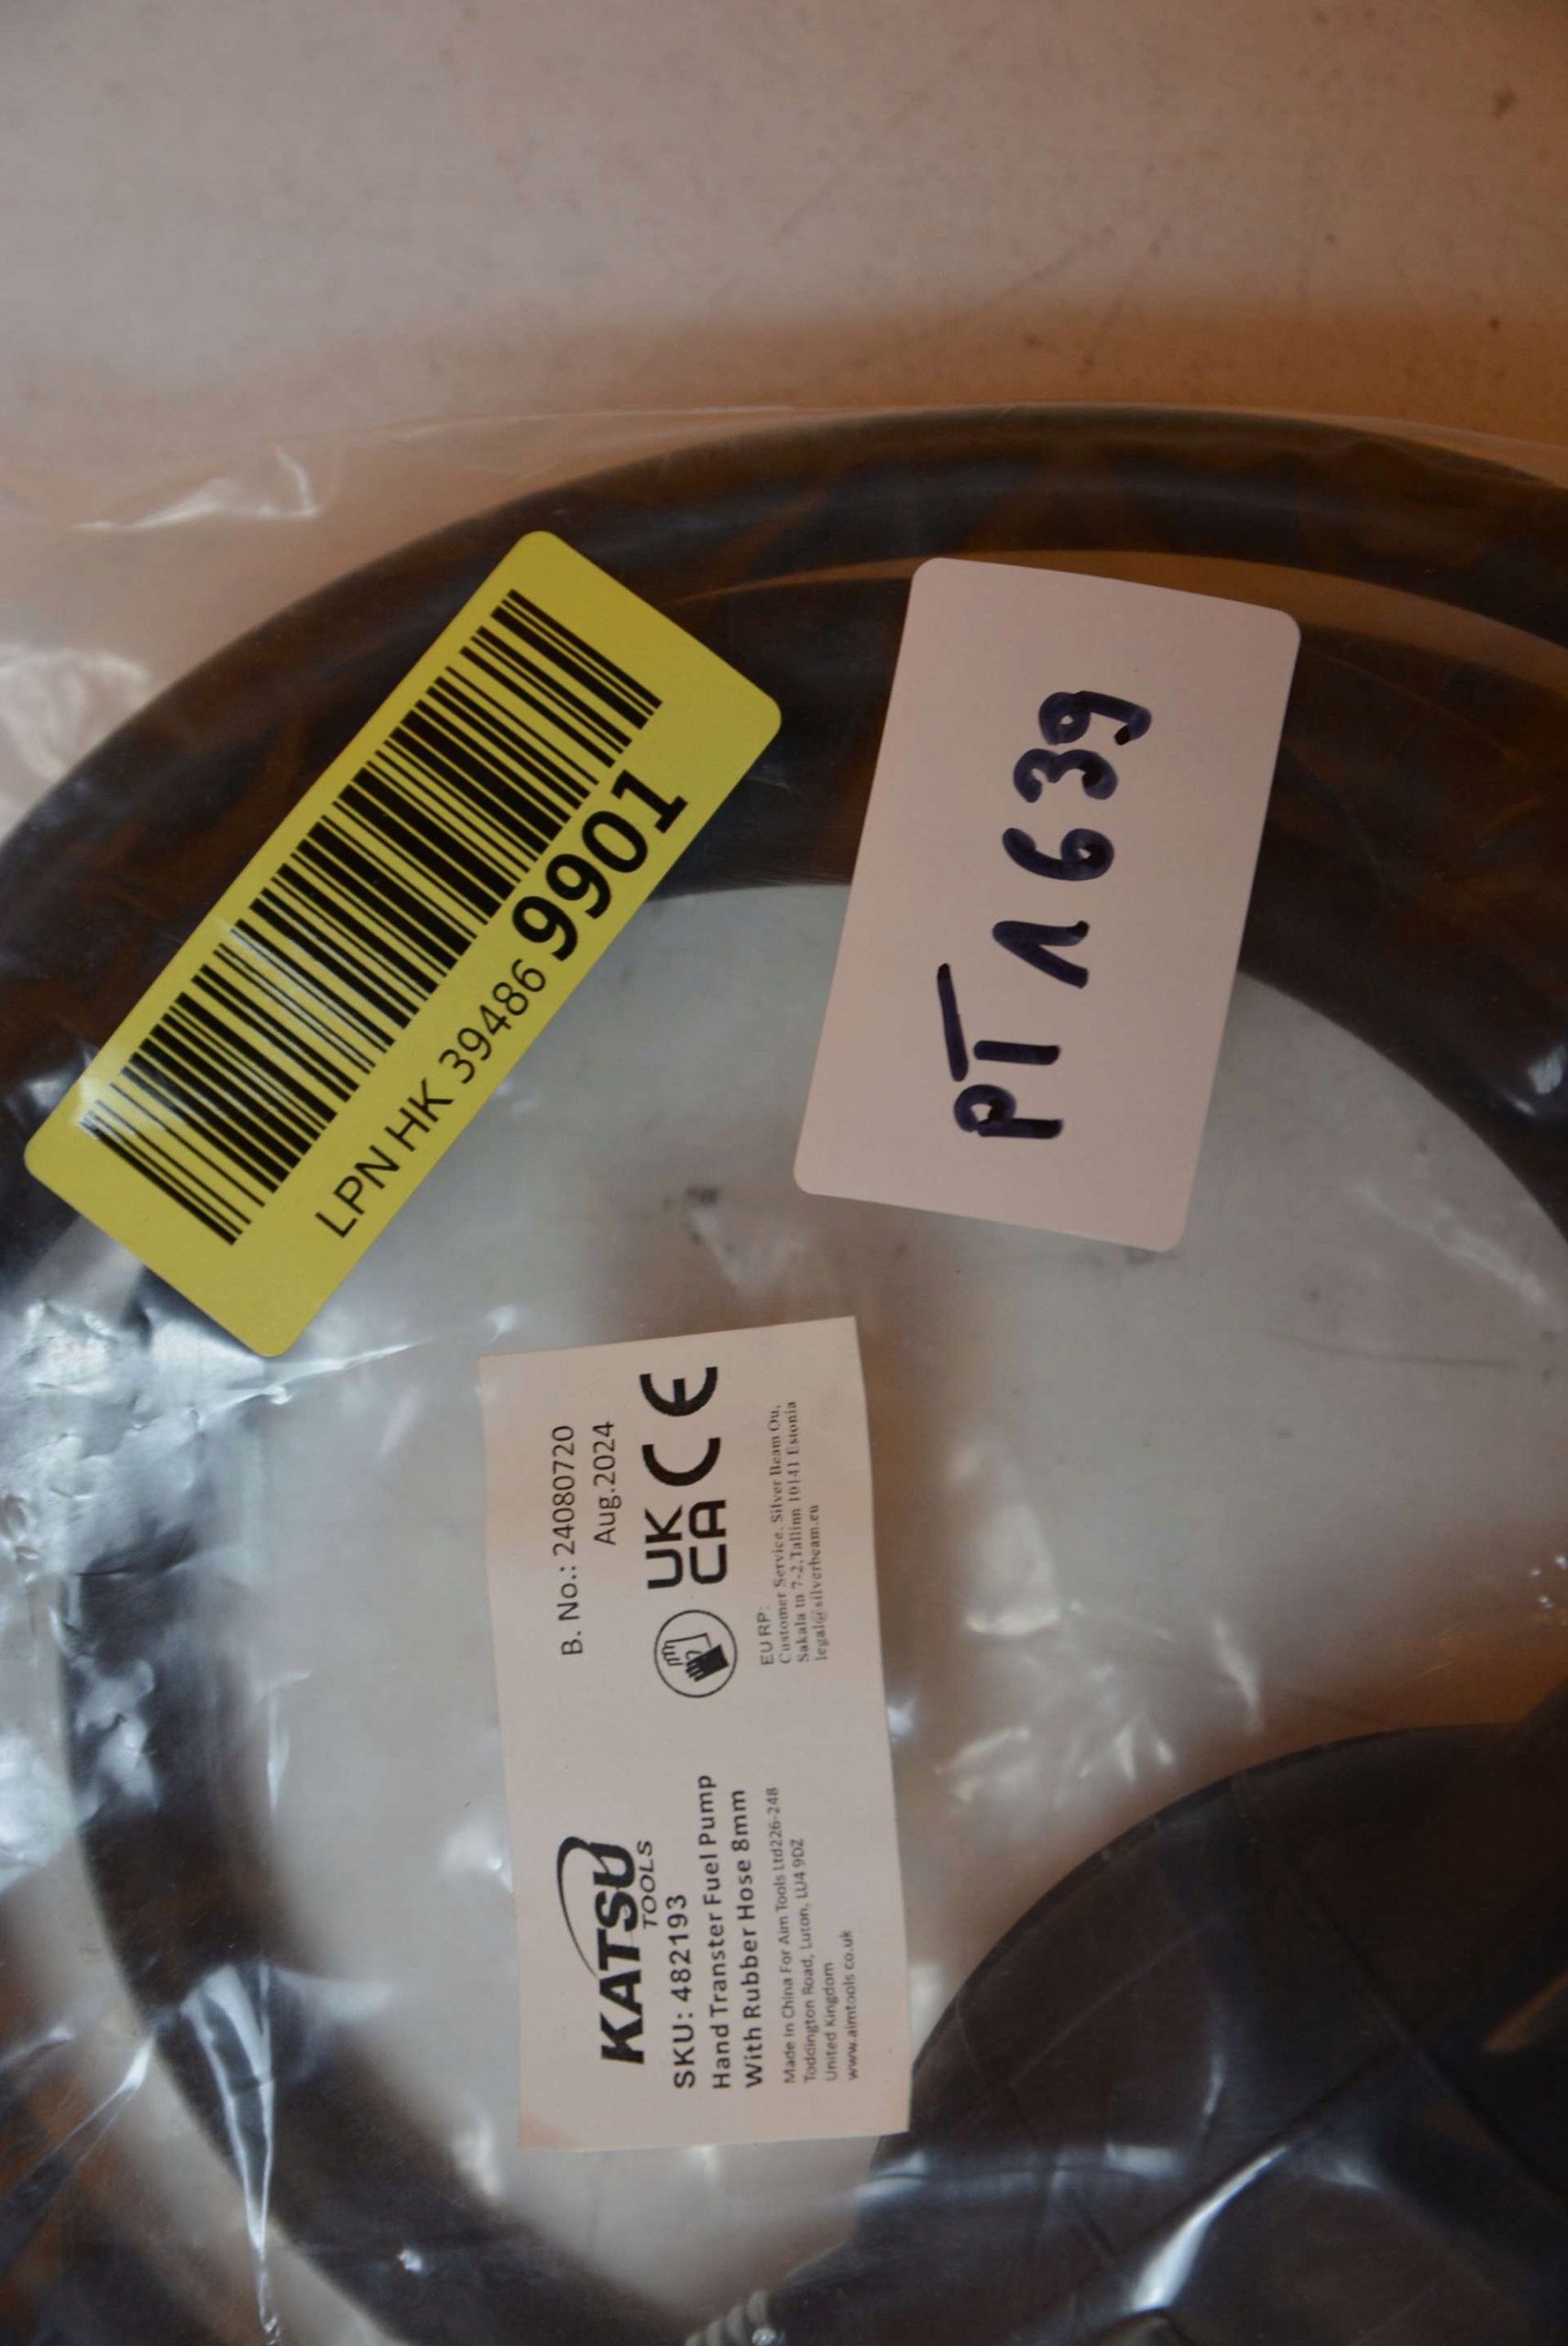 LPN HK 39486 9901
PT 1639
KATSU
TOOLS
SKU: 482193
Hand Transter Fuel Pump
With Rubber Hose 8mm
Made In China For Aim Tools Ltd226-248
Toddington Road, Luton, LU4 9DZ
United Kingdom
www.aimtools.co.uk
B. No.: 24080720
Aug.2024
UK
CA CE
EU RP:
Customer Service, Silver Beam Ou,
Sakala tn 7-2,Tallinn 10141 Estonia
legal@silverbeam.eu